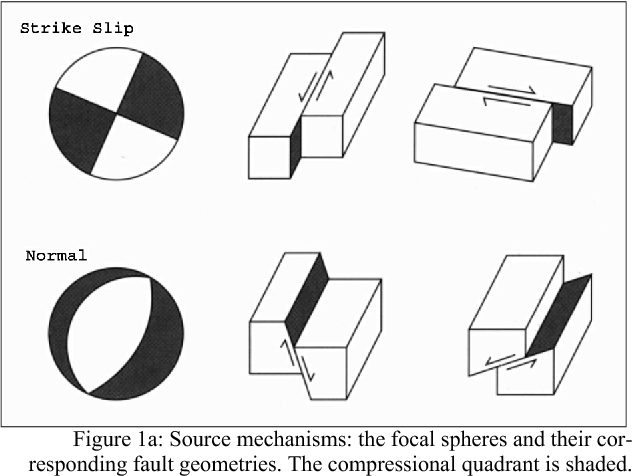 Strike Slip
Normal
Figure 1a: Source mechanisms: the focal spheres and their cor-
responding fault geometries. The compressional quadrant is shaded.